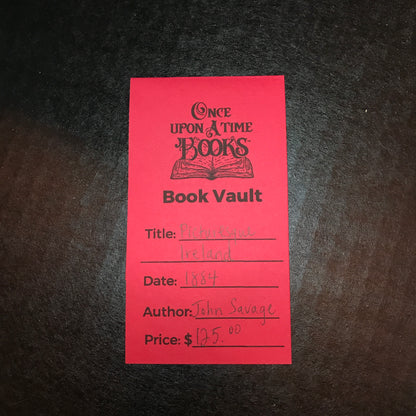 ONCE
UPON A TIME
BOOKS
Book Vault
Title: Picturesque
Ireland
Date: 1884
Author: John Savage
Price: $125.00